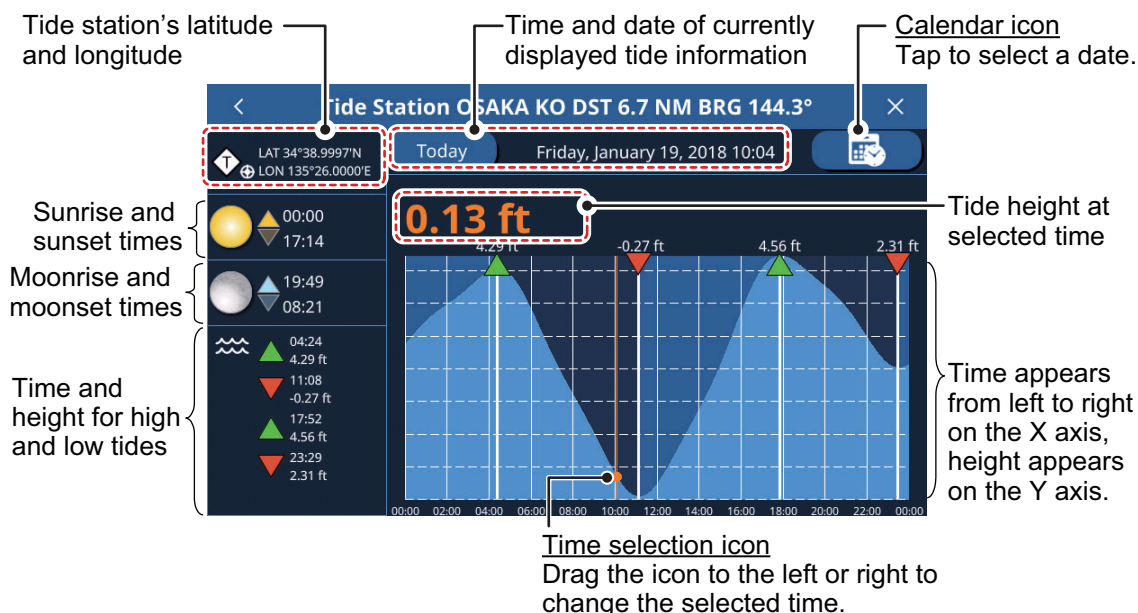 Tide station’s latitude
and longitude
Time and date of currently
displayed tide information
Calendar icon
Tap to select a date.
Tide Station OSAKA KO DST 6.7 NM BRG 144.3°
T
LAT 34°38.9997'N
LON 135°26.0000'E
Today
Friday, January 19, 2018 10:04
Sunrise and
sunset times
00:00
17:14
0.13 ft
Tide height at
selected time
Moonrise and
moonset times
19:49
08:21
4.29 ft
-0.27 ft
4.56 ft
2.31 ft
Time and
height for high
and low tides
04:24
4.29 ft
11:08
-0.27 ft
17:52
4.56 ft
23:29
2.31 ft
Time appears
from left to right
on the X axis,
height appears
on the Y axis.
00:00 02:00 04:00 06:00 08:00 10:00 12:00 14:00 16:00 18:00 20:00 22:00 00:00
Time selection icon
Drag the icon to the left or right to
change the selected time.